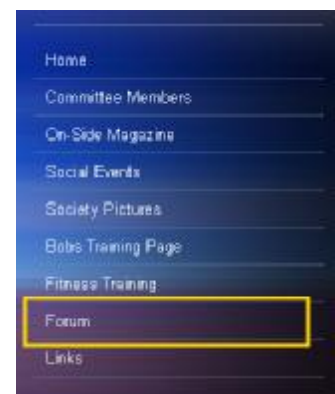 Home
Committee Members
On-Side Magazine
Social Events
Society Pictures
Bobs Training Page
Fitness Training
Forum
Links